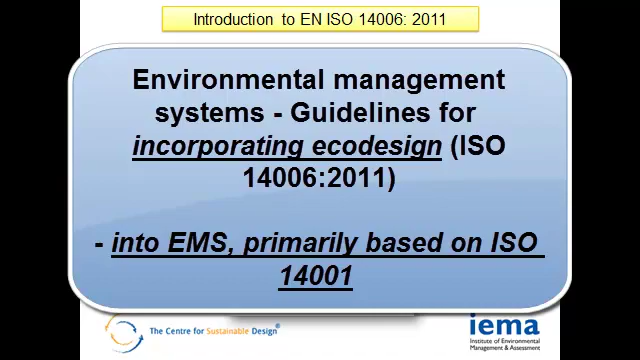 Introduction to EN ISO 14006: 2011
Environmental management
systems - Guidelines for
incorporating ecodesign (ISO
14006:2011)
- into EMS, primarily based on ISO
14001
The Centre for Sustainable Design®
iema
Institute of Environmental
Management & Assessment